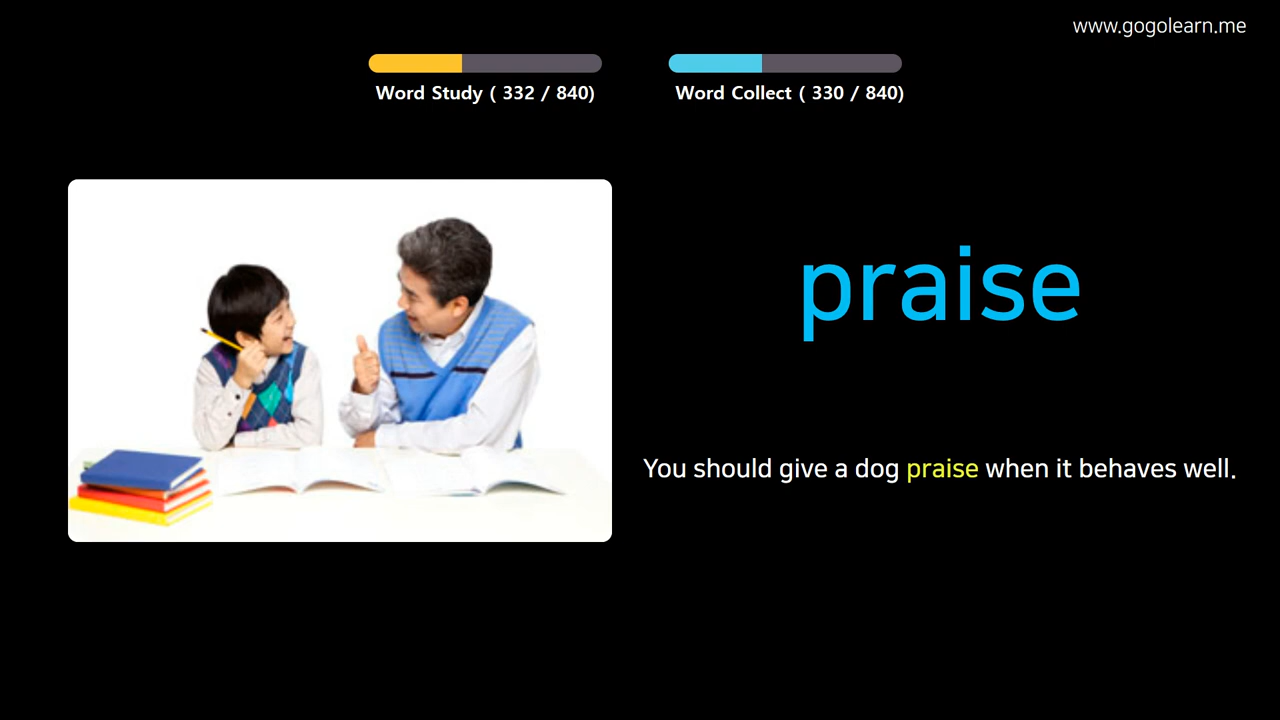 www.gogolearn.me
Word Study ( 332 / 840)
Word Collect ( 330 / 840)
praise
You should give a dog praise when it behaves well.